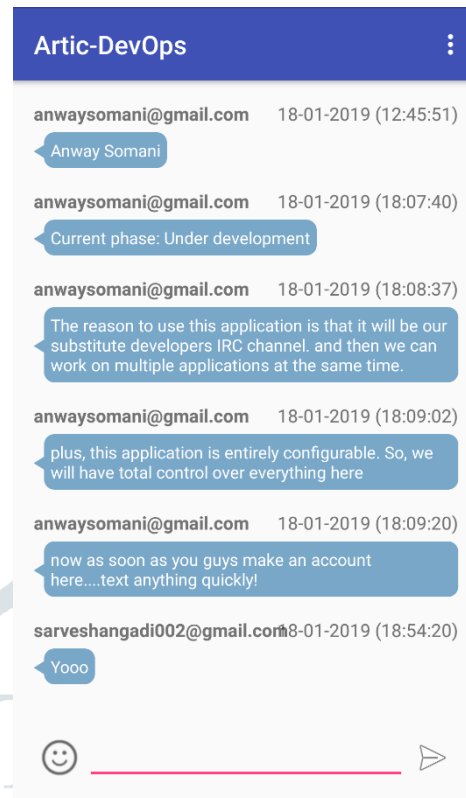 Artic-DevOps
anwaysomani@gmail.com 18-01-2019 (12:45:51)
Anway Somani
anwaysomani@gmail.com 18-01-2019 (18:07:40)
Current phase: Under development
anwaysomani@gmail.com 18-01-2019 (18:08:37)
The reason to use this application is that it will be our
substitute developers IRC channel. and then we can
work on multiple applications at the same time.
anwaysomani@gmail.com 18-01-2019 (18:09:02)
plus, this application is entirely configurable. So, we
will have total control over everything here
anwaysomani@gmail.com 18-01-2019 (18:09:20)
now as soon as you guys make an account
here....text anything quickly!
sarveshangadi002@gmail.com 18-01-2019 (18:54:20)
Yooo